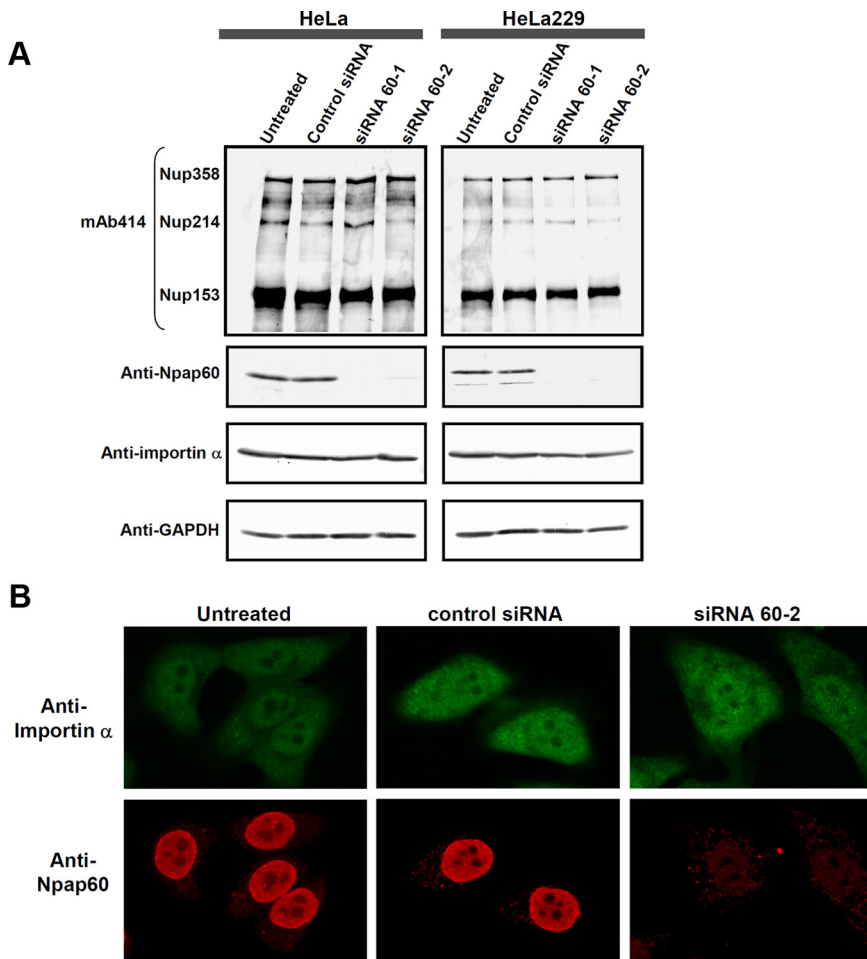 HeLa HeLa229
A
Untreated Control siRNA siRNA 60-1 siRNA 60-2 Untreated Control siRNA siRNA 60-1 siRNA 60-2
Nup358
mAb414 Nup214
Nup153
Anti-Npap60
Anti-importin α
Anti-GAPDH
B
Untreated control siRNA siRNA 60-2
Anti-
Importin α
Anti-
Npap60